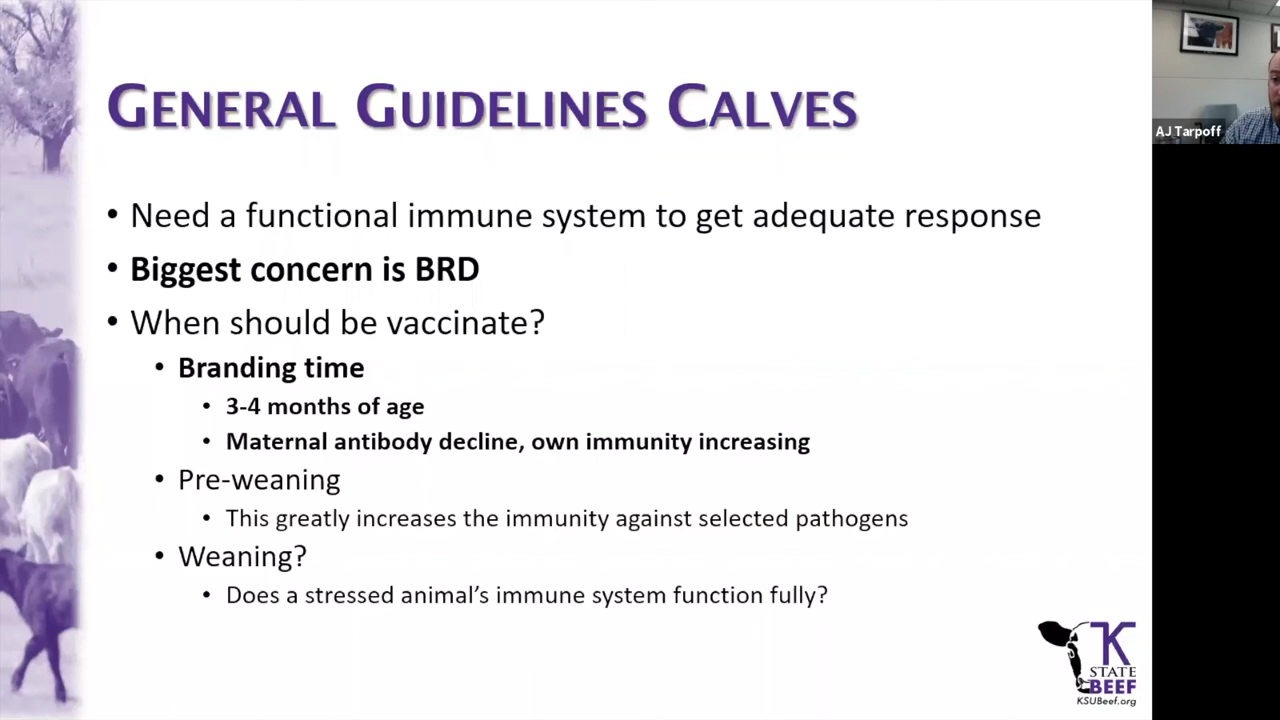 GENERAL GUIDELINES CALVES
• Need a functional immune system to get adequate response
• Biggest concern is BRD
• When should be vaccinate?
• Branding time
• 3-4 months of age
• Maternal antibody decline, own immunity increasing
• Pre-weaning
• This greatly increases the immunity against selected pathogens
• Weaning?
• Does a stressed animal's immune system function fully?
K
STATE
BEEF
KSUBeef.org
AJ Tarpoff